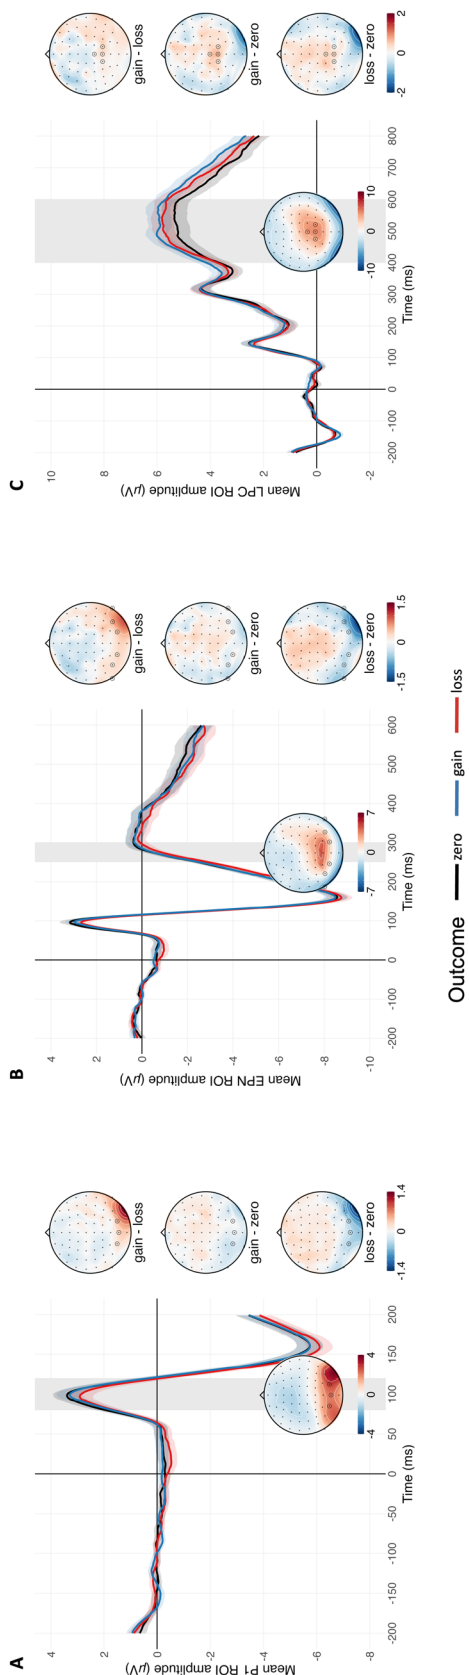 A
Mean P1 ROI amplitude (µV)
4
2
0
-2
-4
-6
-8
-4 0 4
-200 -150 -100 -50 0 50 100 150 200
Time (ms)
gain - loss
gain - zero
loss - zero
-1.4 0 1.4
B
Mean EPN ROI amplitude (µV)
4
2
0
-2
-4
-6
-8
-10
-7 0 7
-200 -100 0 100 200 300 400 500 600
Time (ms)
gain - loss
gain - zero
loss - zero
-1.5 0 1.5
C
Mean LPC ROI amplitude (µV)
10
8
6
4
2
0
-2
-10 0 10
-200 -100 0 100 200 300 400 500 600 700 800
Time (ms)
gain - loss
gain - zero
loss - zero
-2 0 2
Outcome zero gain loss